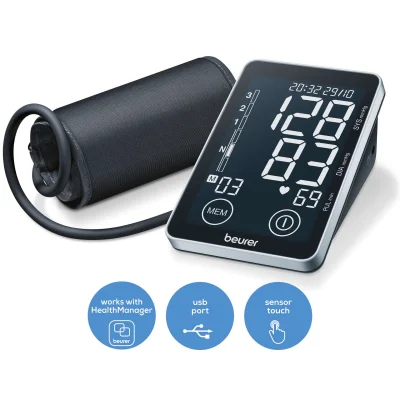 20:32 29/10
3
2
1
N
128
SYS mmHg
83
DIA mmHg
M 03
69
PUL/min
MEM
beurer
works with
HealthManager
beurer
usb
port
sensor
touch